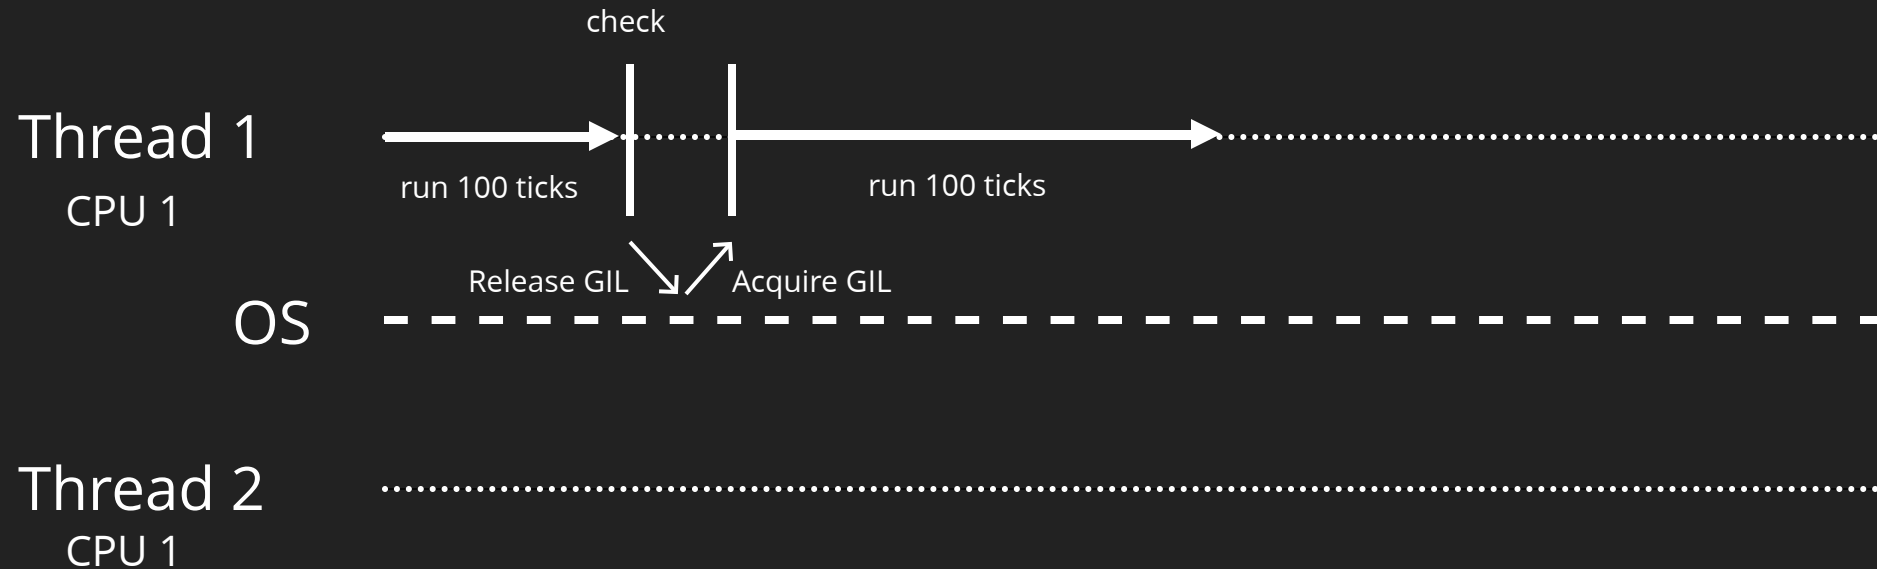 check
Thread 1
run 100 ticks
run 100 ticks
CPU 1
Release GIL
Acquire GIL
OS
Thread 2
CPU 1